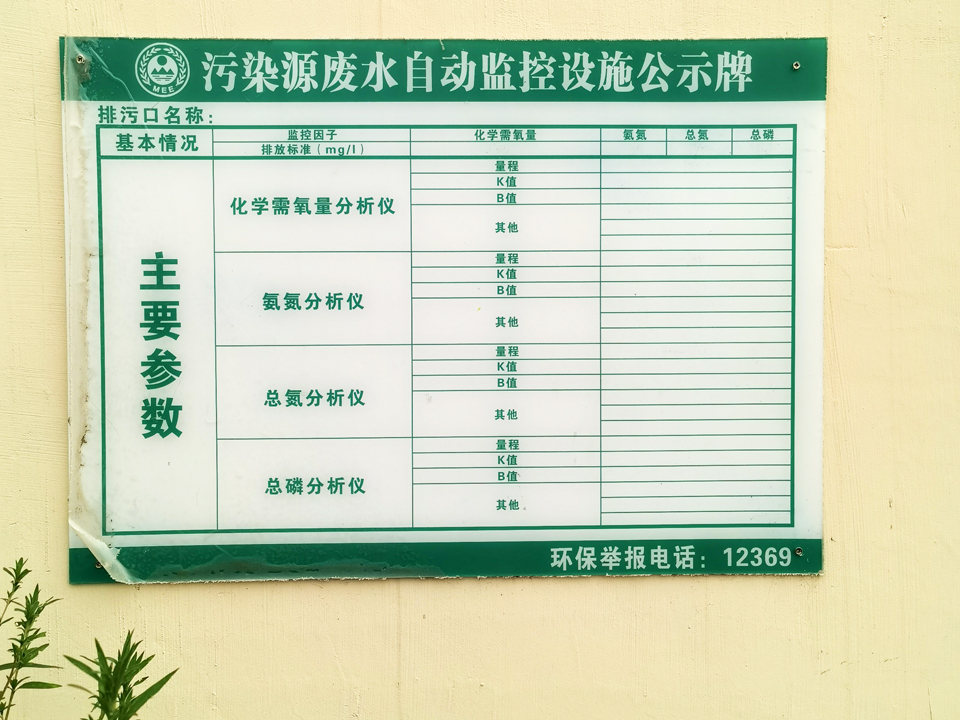 污染源废水自动监控设施公示牌
MEE
排污口名称：
基本情况 监控因子 化学需氧量 氨氮 总氮 总磷
排放标准（mg/l）
主要参数
化学需氧量分析仪
量程
K值
B值
其他
氨氮分析仪
量程
K值
B值
其他
总氮分析仪
量程
K值
B值
其他
总磷分析仪
量程
K值
B值
其他
环保举报电话：12369